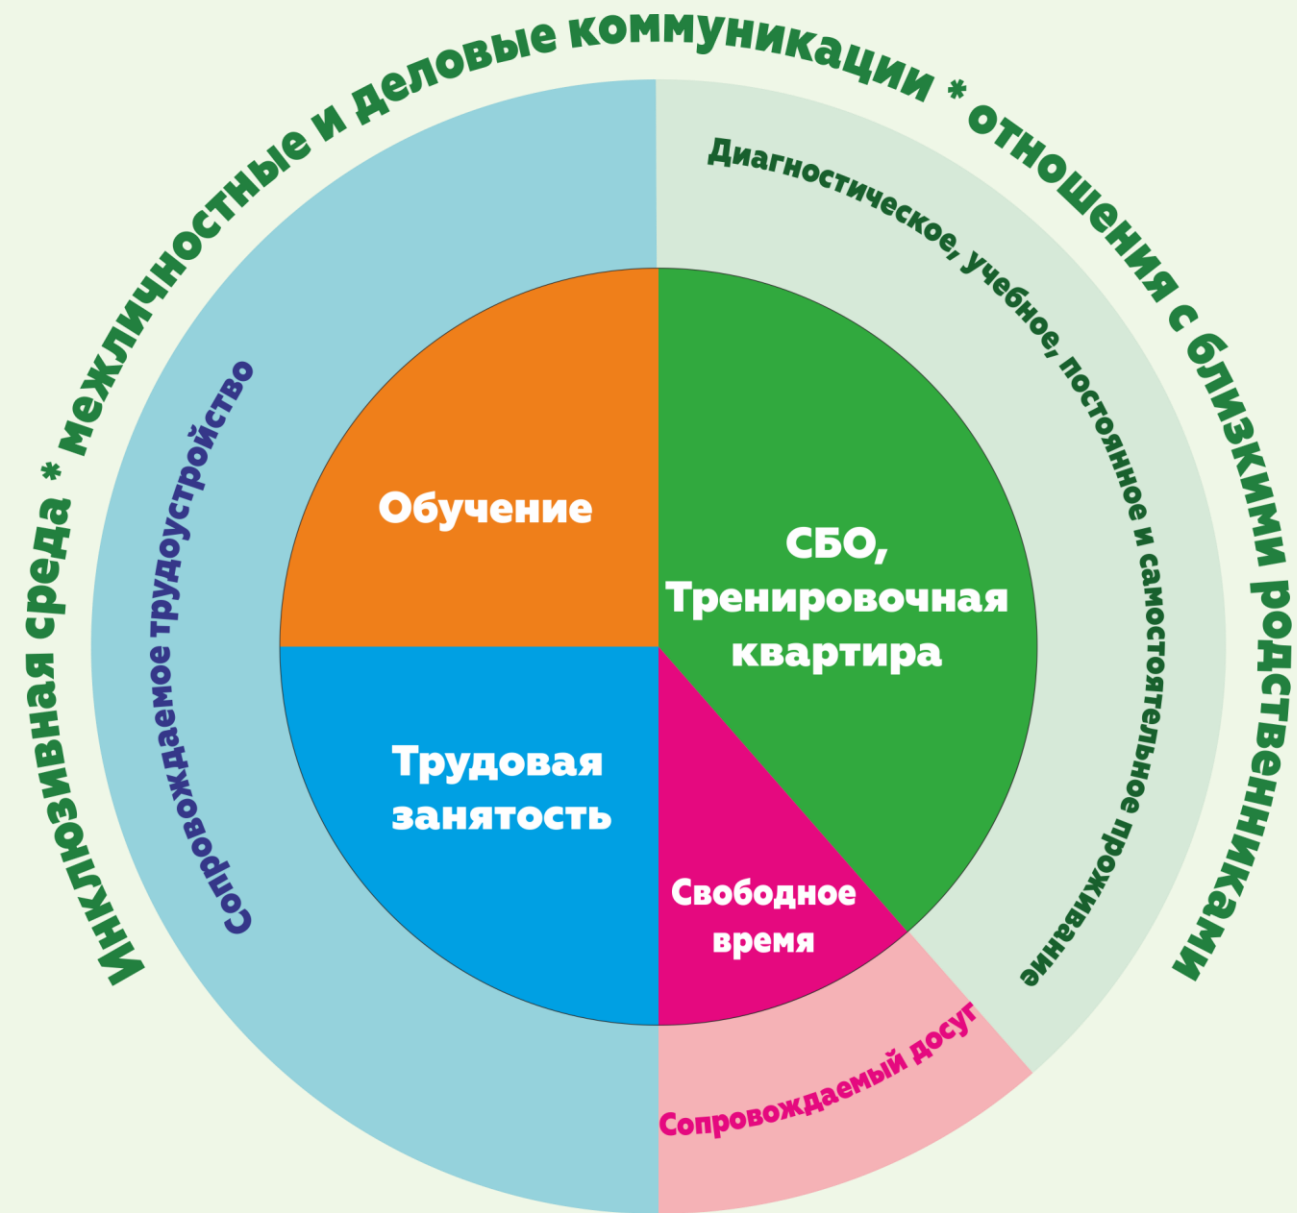 Инклюзивная среда * межличностные и деловые коммуникации * отношения с близкими родственниками
Диагностическое, учебное, постоянное и самостоятельное проживание
Сопровождаемое трудоустройство
Обучение
СБО,
Тренировочная
квартира
Трудовая
занятость
Свободное
время
Сопровождаемый досуг